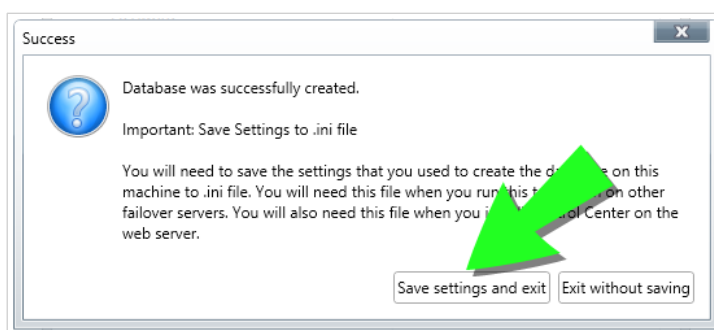 Success
x
Database was successfully created.
Important: Save Settings to .ini file
You will need to save the settings that you used to create the on this
machine to .ini file. You will need this file when you run this on other
failover servers. You will also need this file when you Center on the
web server.
Save settings and exit
Exit without saving